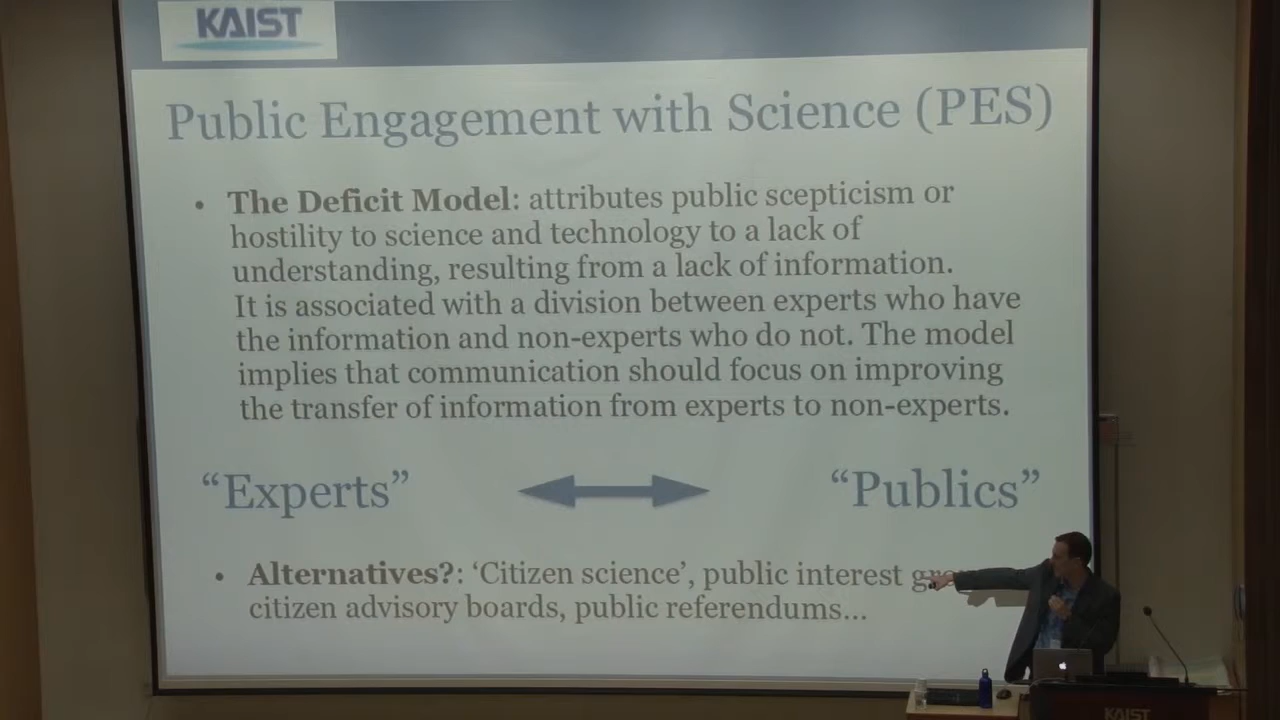 KAIST
Public Engagement with Science (PES)
• The Deficit Model: attributes public scepticism or
hostility to science and technology to a lack of
understanding, resulting from a lack of information.
It is associated with a division between experts who have
the information and non-experts who do not. The model
implies that communication should focus on improving
the transfer of information from experts to non-experts.
“Experts” “Publics”
• Alternatives?: ‘Citizen science’, public interest
citizen advisory boards, public referendums...
KAIST